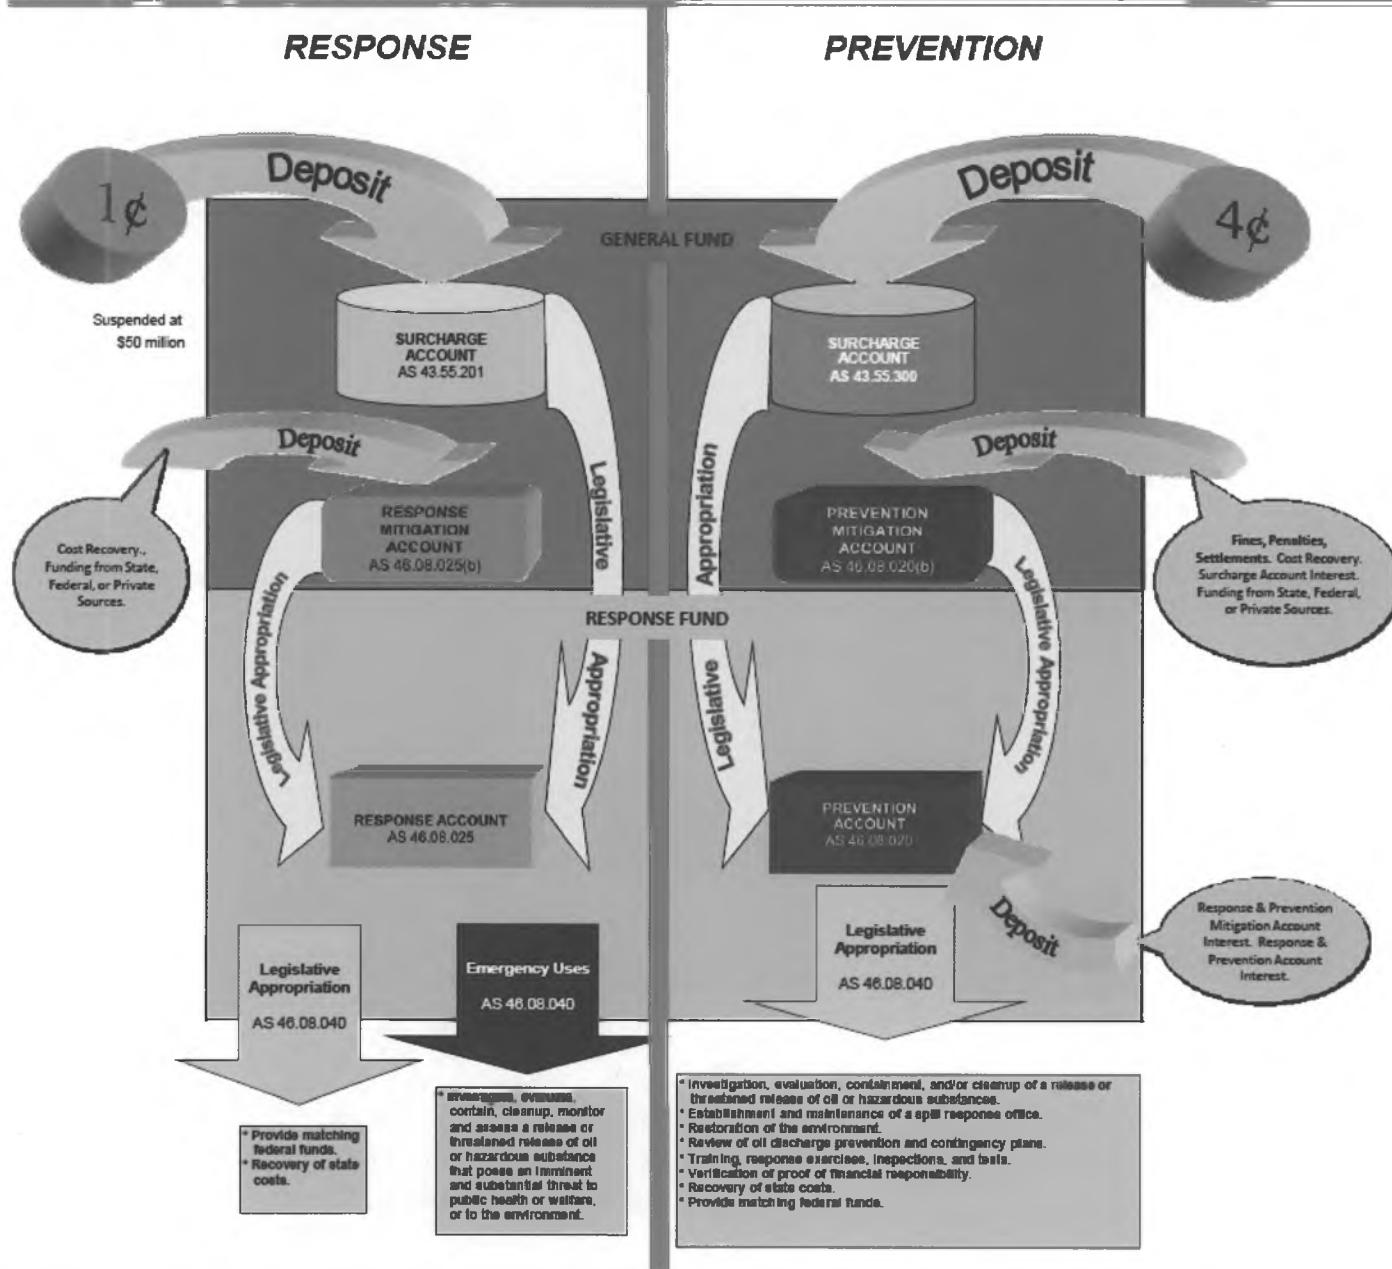 RESPONSE
PREVENTION
1¢
Deposit
Deposit
4¢
GENERAL FUND
Suspended at
$50 million
SURCHARGE
ACCOUNT
AS 43.55.201
SURCHARGE
ACCOUNT
AS 43.55.300
Deposit
Deposit
Legislative
Appropriation
Appropriation
Legislative
RESPONSE
MITIGATION
ACCOUNT
AS 46.08.025(b)
PREVENTION
MITIGATION
ACCOUNT
AS 46.08.020(b)
Cost Recovery.,
Funding from State,
Federal, or Private
Sources.
Fines, Penalties,
Settlements. Cost Recovery.
Surcharge Account Interest.
Funding from State, Federal,
or Private Sources.
Legislative Appropriation
Legislative Appropriation
RESPONSE FUND
RESPONSE ACCOUNT
AS 46.08.025
PREVENTION
ACCOUNT
AS 46.08.020
Deposit
Response & Prevention
Mitigation Account
Interest. Response &
Prevention Account
Interest.
Legislative
Appropriation
AS 46.08.040
Emergency Uses
AS 46.08.040
Legislative
Appropriation
AS 46.08.040
* Provide matching
federal funds.
* Recovery of state
costs.
* Investigate, evaluate,
contain, cleanup, monitor
and assess a release or
threatened release of oil
or hazardous substance
that poses an imminent
and substantial threat to
public health or welfare,
or to the environment.
* Investigation, evaluation, containment, and/or cleanup of a release or
threatened release of oil or hazardous substances.
* Establishment and maintenance of a spill response office.
* Restoration of the environment.
* Review of oil discharge prevention and contingency plans.
* Training, response exercises, inspections, and tests.
* Verification of proof of financial responsibility.
* Recovery of state costs.
* Provide matching federal funds.